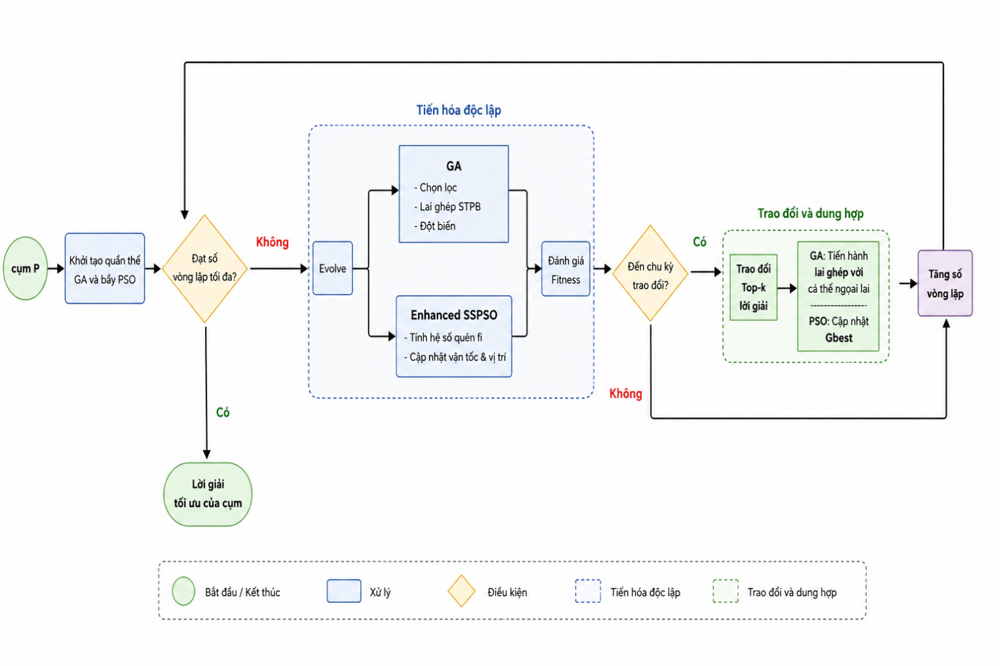 Tiến hóa độc lập
GA
- Chọn lọc
- Lai ghép STPB
- Đột biến
Trao đổi và dung hợp
cụm P
Khởi tạo quần thể
GA và bầy PSO
Đạt số
vòng lập tối đa?
Không
Evolve
Đánh giá
Fitness
Enhanced SSPSO
- Tính hệ số quên fi
- Cập nhật vận tốc & vị trí
Đến chu kỳ
trao đổi?
Có
Trao đổi
Top-k
lời giải
GA: Tiến hành
lai ghép với
cá thể ngoại lai
-----------------
PSO: Cập nhật
Gbest
Tăng số
vòng lặp
Không
Có
Lời giải
tối ưu của cụm
Bắt đầu / Kết thúc
Xử lý
Điều kiện
Tiến hóa độc lập
Trao đổi và dung hợp